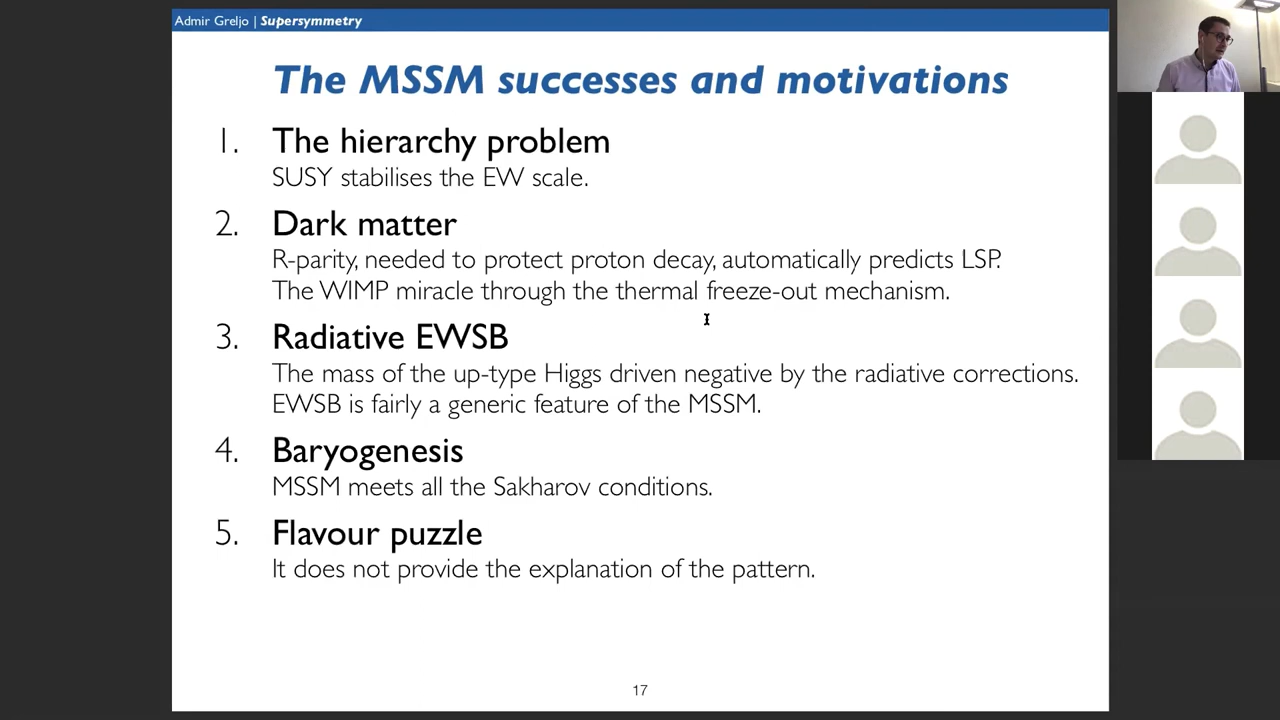 Admir Greljo | Supersymmetry
The MSSM successes and motivations
1. The hierarchy problem
SUSY stabilises the EW scale.
2. Dark matter
R-parity, needed to protect proton decay, automatically predicts LSP.
The WIMP miracle through the thermal freeze-out mechanism.
3. Radiative EWSB
The mass of the up-type Higgs driven negative by the radiative corrections.
EWSB is fairly a generic feature of the MSSM.
4. Baryogenesis
MSSM meets all the Sakharov conditions.
5. Flavour puzzle
It does not provide the explanation of the pattern.
17